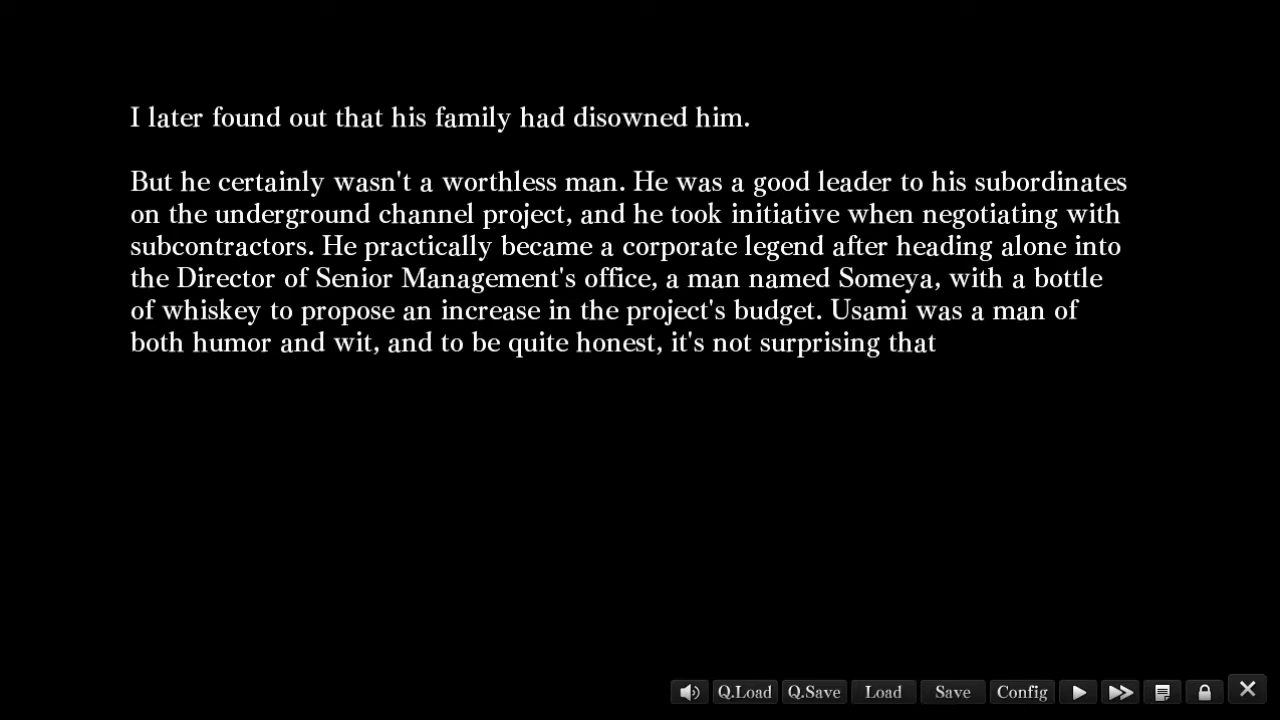 I later found out that his family had disowned him.
But he certainly wasn't a worthless man. He was a good leader to his subordinates
on the underground channel project, and he took initiative when negotiating with
subcontractors. He practically became a corporate legend after heading alone into
the Director of Senior Management's office, a man named Someya, with a bottle
of whiskey to propose an increase in the project's budget. Usami was a man of
both humor and wit, and to be quite honest, it's not surprising that
Q.Load Q.Save Load Save Config